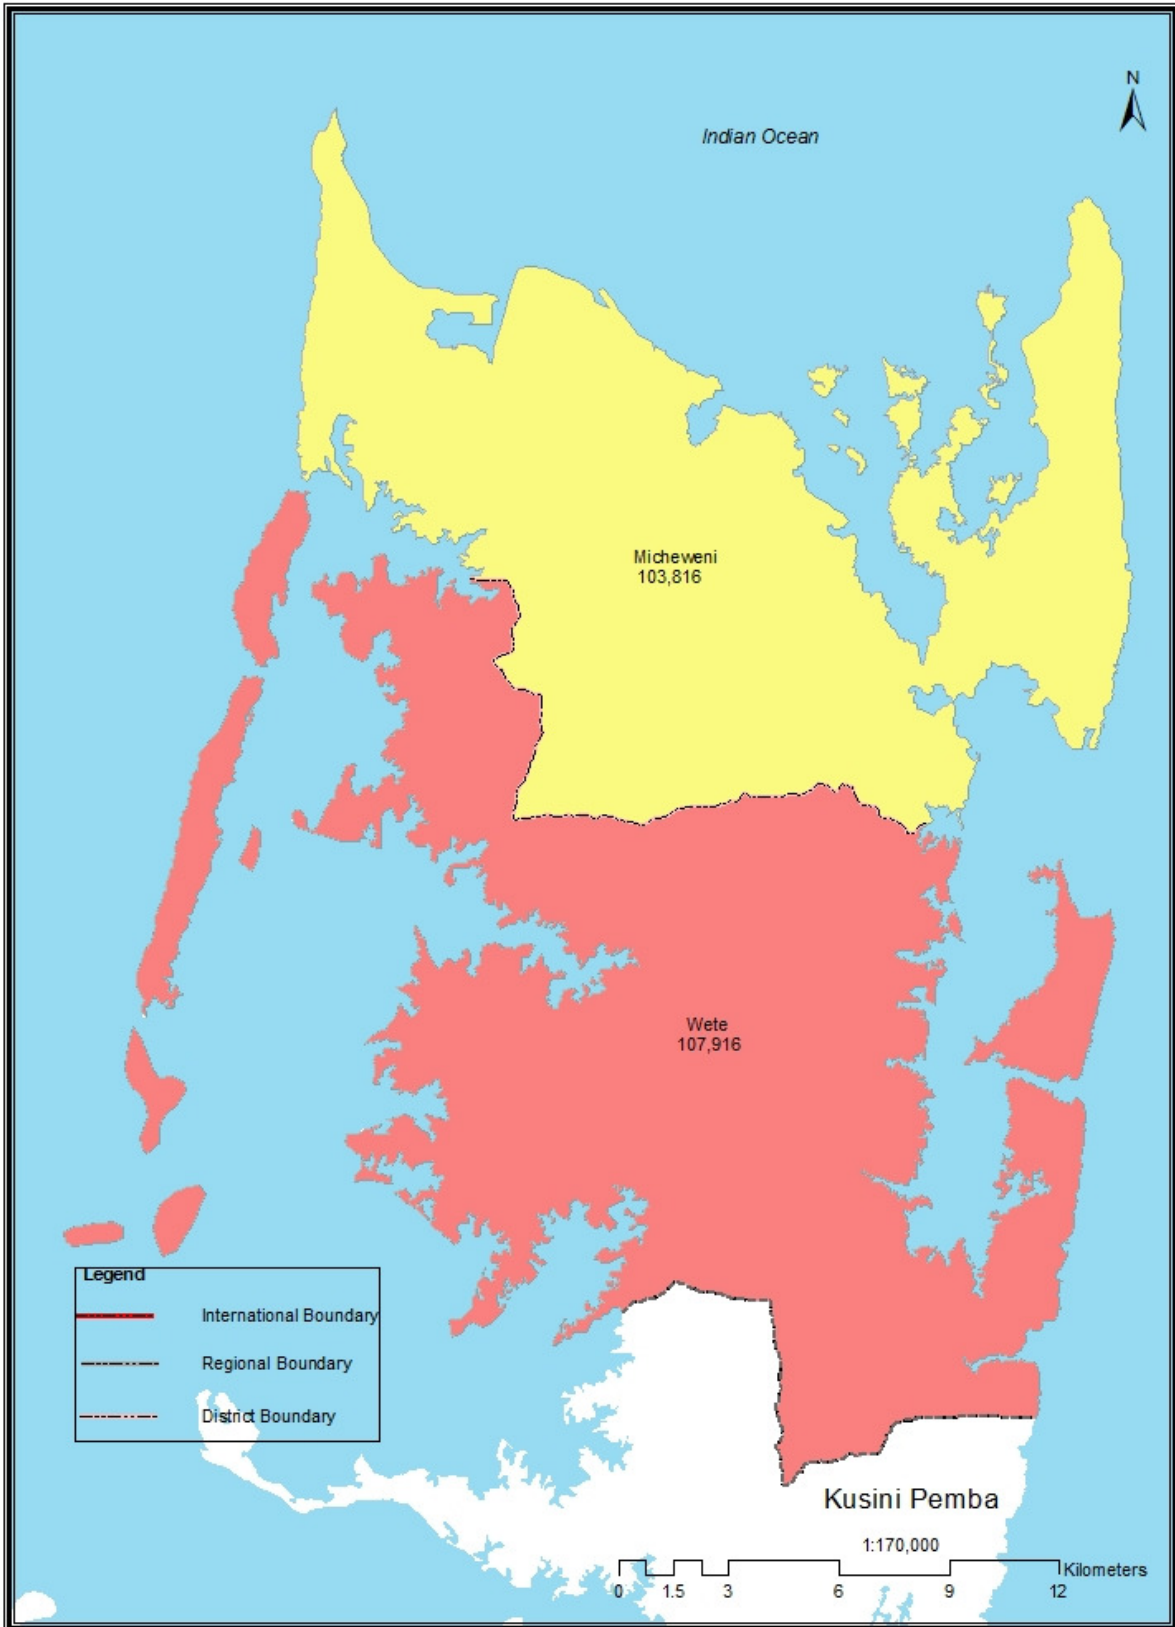 N
Indian Ocean
Micheweni
103,816
Wete
107,916
Legend
International Boundary
Regional Boundary
District Boundary
Kusini Pemba
1:170,000
Kilometers
0 1.5 3 6 9 12